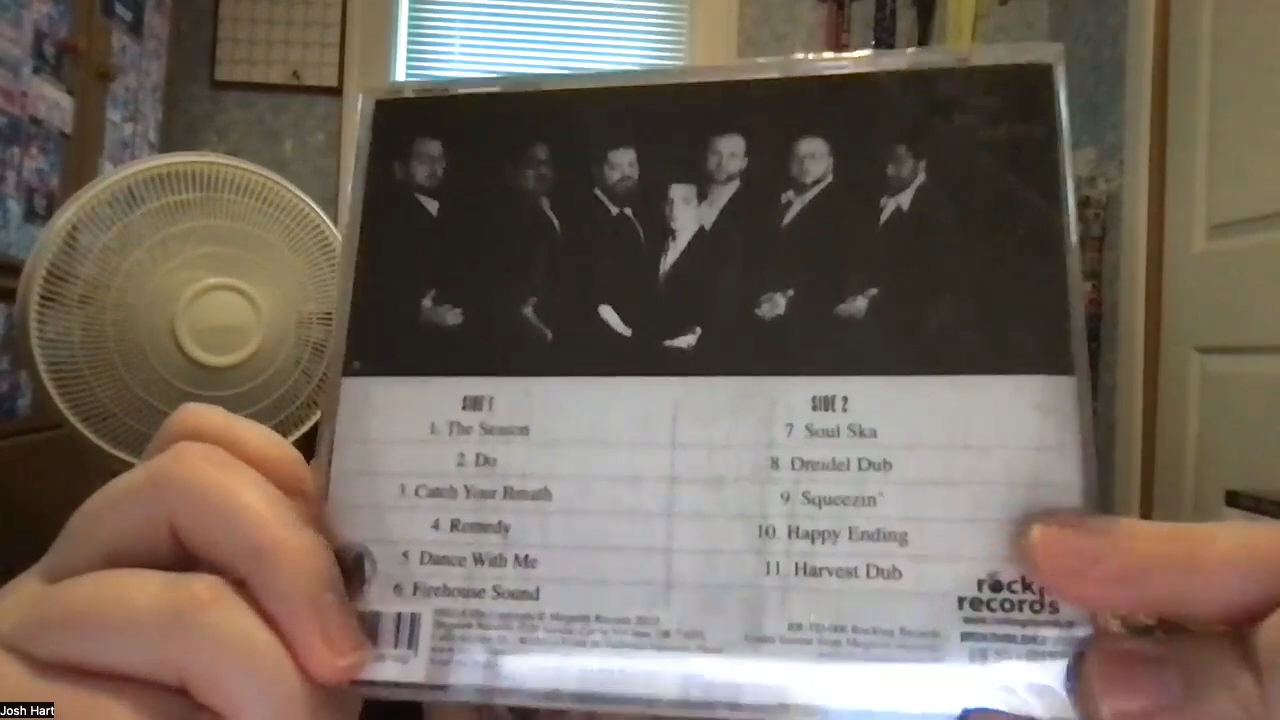 SIDE 1
1. The Season
2. Do
3. Catch Your Breath
4. Remedy
5. Dance With Me
6. Firehouse Sound
SIDE 2
7 Soul Ska
8. Dreidel Dub
9. Squeezin'
10. Happy Ending
11. Harvest Dub
rock
records
Josh Hart